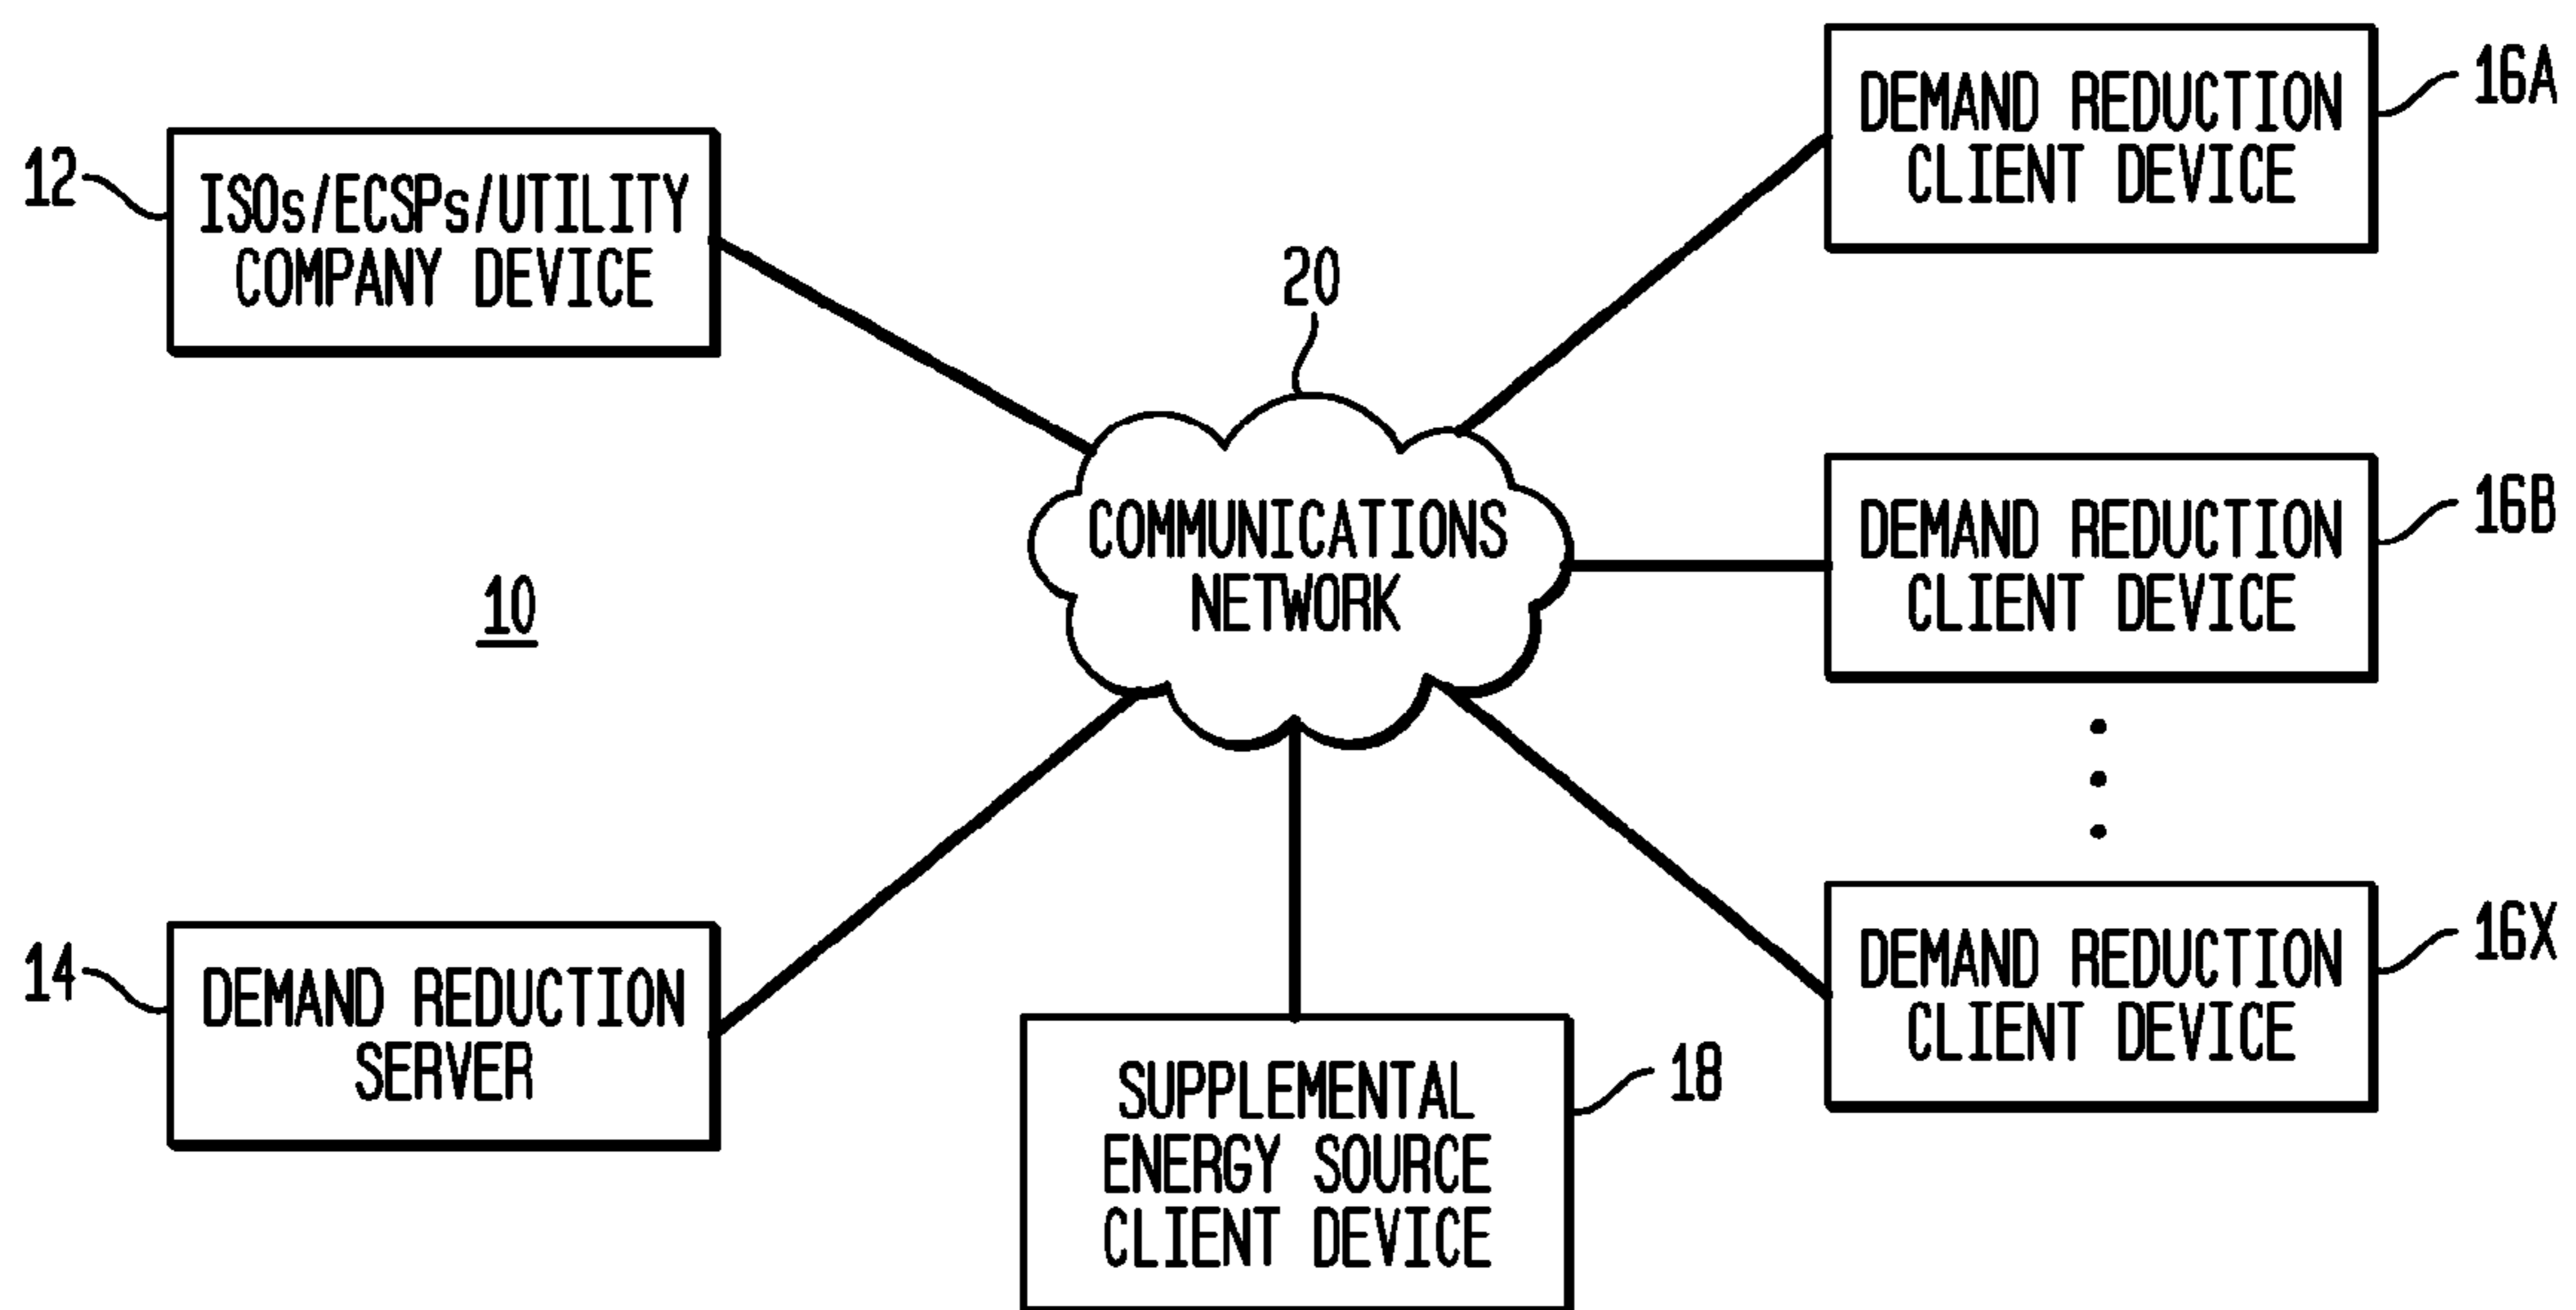 12
ISOs/ECSPs/UTILITY
COMPANY DEVICE
10
14
DEMAND REDUCTION
SERVER
20
COMMUNICATIONS
NETWORK
SUPPLEMENTAL
ENERGY SOURCE
CLIENT DEVICE
18
DEMAND REDUCTION
CLIENT DEVICE
16A
DEMAND REDUCTION
CLIENT DEVICE
16B
DEMAND REDUCTION
CLIENT DEVICE
16X